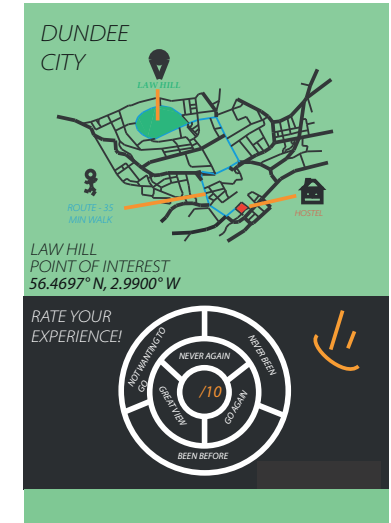 DUNDEE
CITY
LAW HILL
ROUTE - 35
MIN WALK
HOSTEL
LAW HILL
POINT OF INTEREST
56.4697° N, 2.9900° W
RATE YOUR
EXPERIENCE!
NOT WANTING TO
GO
NEVER BEEN
NEVER AGAIN
/10
GREAT VIEW
GO AGAIN
BEEN BEFORE